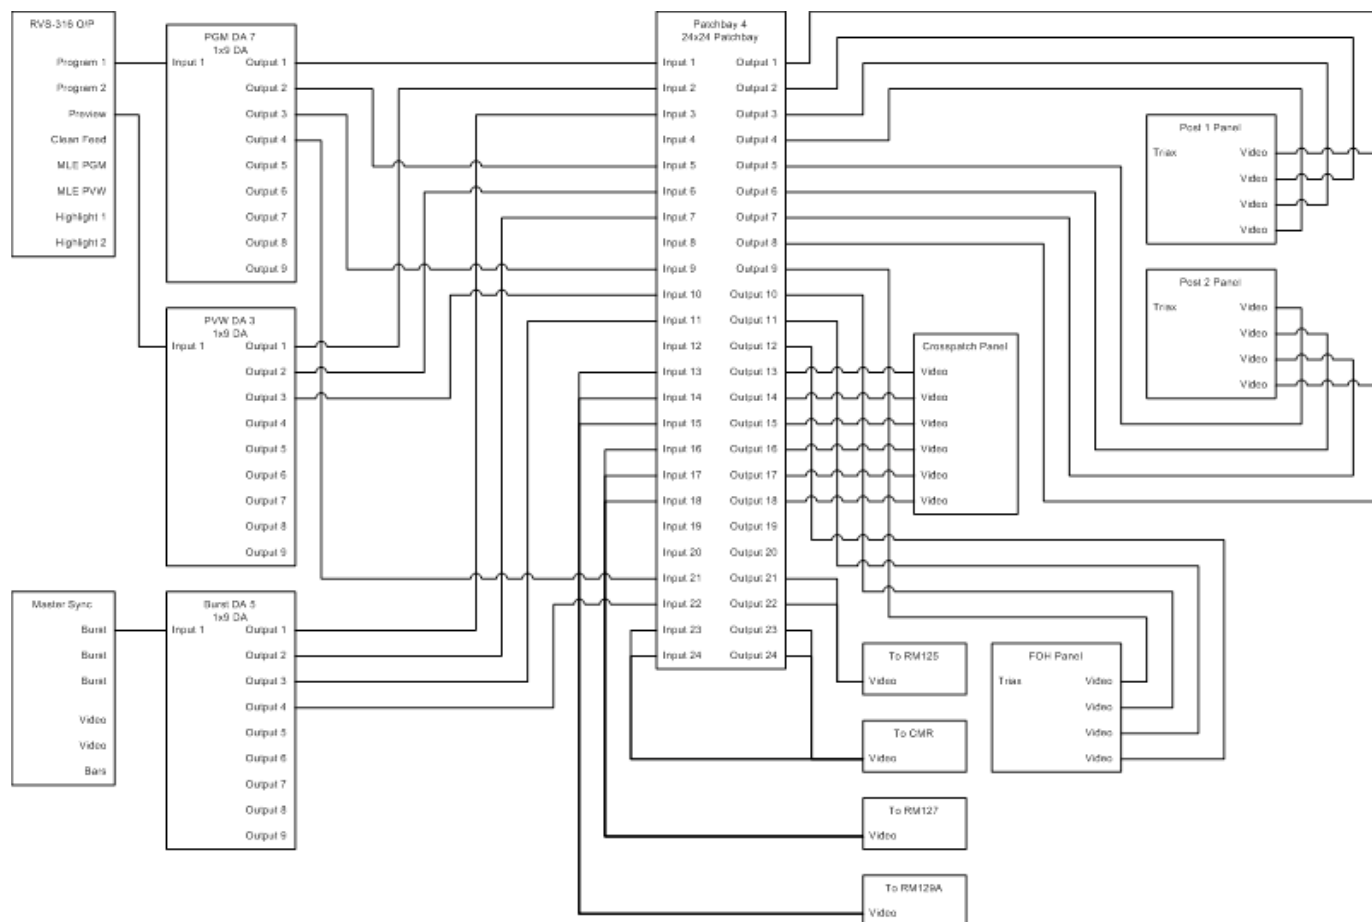 RVS-316 O/P
Program 1
Program 2
Preview
Clean Feed
MLE PGM
MLE PVW
Highlight 1
Highlight 2
PGM DA 7
1x9 DA
Input 1 Output 1
Output 2
Output 3
Output 4
Output 5
Output 6
Output 7
Output 8
Output 9
PVW DA 3
1x9 DA
Input 1 Output 1
Output 2
Output 3
Output 4
Output 5
Output 6
Output 7
Output 8
Output 9
Master Sync
Burst
Burst
Burst
Video
Video
Bars
Burst DA 5
1x9 DA
Input 1 Output 1
Output 2
Output 3
Output 4
Output 5
Output 6
Output 7
Output 8
Output 9
Patchbay 4
24x24 Patchbay
Input 1 Output 1
Input 2 Output 2
Input 3 Output 3
Input 4 Output 4
Input 5 Output 5
Input 6 Output 6
Input 7 Output 7
Input 8 Output 8
Input 9 Output 9
Input 10 Output 10
Input 11 Output 11
Input 12 Output 12
Input 13 Output 13
Input 14 Output 14
Input 15 Output 15
Input 16 Output 16
Input 17 Output 17
Input 18 Output 18
Input 19 Output 19
Input 20 Output 20
Input 21 Output 21
Input 22 Output 22
Input 23 Output 23
Input 24 Output 24
Post 1 Panel
Triax Video
Video
Video
Video
Post 2 Panel
Triax Video
Video
Video
Video
Crosspatch Panel
Video
Video
Video
Video
Video
Video
To RM125
Video
To CMR
Video
To RM127
Video
To RM129A
Video
FOH Panel
Triax Video
Video
Video
Video